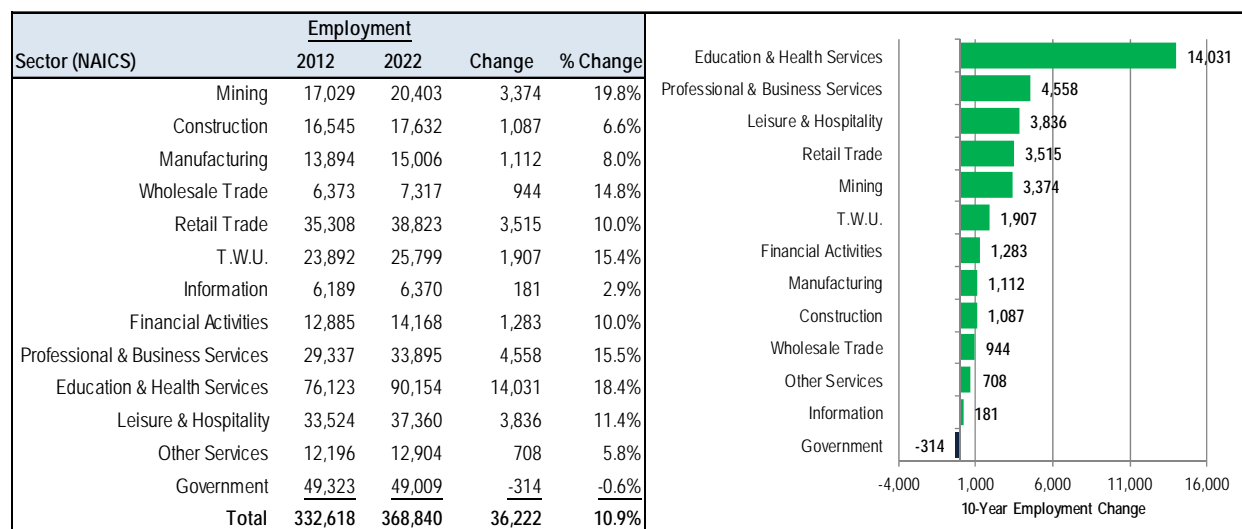 Employment
Sector (NAICS) 2012 2022 Change % Change
Mining 17,029 20,403 3,374 19.8%
Construction 16,545 17,632 1,087 6.6%
Manufacturing 13,894 15,006 1,112 8.0%
Wholesale Trade 6,373 7,317 944 14.8%
Retail Trade 35,308 38,823 3,515 10.0%
T.W.U. 23,892 25,799 1,907 15.4%
Information 6,189 6,370 181 2.9%
Financial Activities 12,885 14,168 1,283 10.0%
Professional & Business Services 29,337 33,895 4,558 15.5%
Education & Health Services 76,123 90,154 14,031 18.4%
Leisure & Hospitality 33,524 37,360 3,836 11.4%
Other Services 12,196 12,904 708 5.8%
Government 49,323 49,009 -314 -0.6%
Total 332,618 368,840 36,222 10.9%
Education & Health Services 14,031
Professional & Business Services 4,558
Leisure & Hospitality 3,836
Retail Trade 3,515
Mining 3,374
T.W.U. 1,907
Financial Activities 1,283
Manufacturing 1,112
Construction 1,087
Wholesale Trade 944
Other Services 708
Information 181
Government -314
-4,000 1,000 6,000 11,000 16,000
10-Year Employment Change